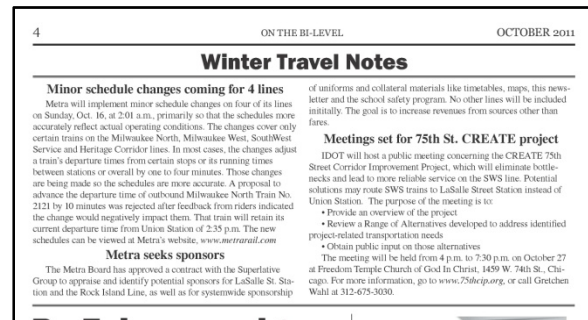 4
ON THE BI-LEVEL
OCTOBER 2011
Winter Travel Notes
Minor schedule changes coming for 4 lines
Metra will implement minor schedule changes on four of its lines
on Sunday, Oct. 16, at 2:01 a.m., primarily so that the schedules more
accurately reflect actual operating conditions. The changes cover only
certain trains on the Milwaukee North, Milwaukee West, SouthWest
Service and Heritage Corridor lines. In most cases, the changes adjust
a train's departure times from certain stops or its running times
between stations or overall by one to four minutes. Those changes
are being made so the schedules are more accurate. A proposal to
advance the departure time of outbound Milwaukee North Train No.
2121 by 10 minutes was rejected after feedback from riders indicated
the change would negatively impact them. That train will retain its
current departure time from Union Station of 2:35 p.m. The new
schedules can be viewed at Metra's website, www.metrarail.com
Metra seeks sponsors
The Metra Board has approved a contract with the Superlative
Group to appraise and identify potential sponsors for LaSalle St. Sta-
tion and the Rock Island Line, as well as for systemwide sponsorship
of uniforms and collateral materials like timetables, maps, this news-
letter and the school safety program. No other lines will be included
inititally. The goal is to increase revenues from sources other than
fares.
Meetings set for 75th St. CREATE project
IDOT will host a public meeting concerning the CREATE 75th
Street Corridor Improvement Project, which will eliminate bottle-
necks and lead to more reliable service on the SWS line. Potential
solutions may route SWS trains to LaSalle Street Station instead of
Union Station. The purpose of the meeting is to:
• Provide an overview of the project
• Review a Range of Alternatives developed to address identified
project-related transportation needs
• Obtain public input on those alternatives
The meeting will be held from 4 p.m. to 7:30 p.m. on October 27
at Freedom Temple Church of God In Christ, 1459 W. 74th St., Chi-
cago. For more information, go to www.75thcip.org, or call Gretchen
Wahl at 312-675-3030.